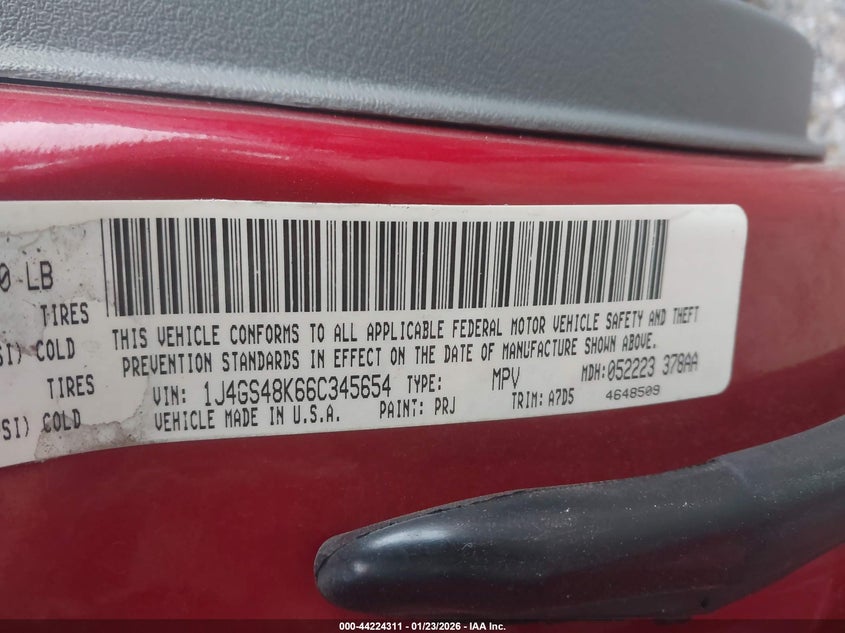 0 LB
TIRES
SI) COLD
TIRES
SI) COLD
THIS VEHICLE CONFORMS TO ALL APPLICABLE FEDERAL MOTOR VEHICLE SAFETY AND THEFT
PREVENTION STANDARDS IN EFFECT ON THE DATE OF MANUFACTURE SHOWN ABOVE.
VIN: 1J4GS48K66C345654 TYPE: MPV MDH:052223 378AA
VEHICLE MADE IN U.S.A. PAINT: PRJ TRIM: A7D5 4648509
000-44224311 - 01/23/2026 - IAA Inc.